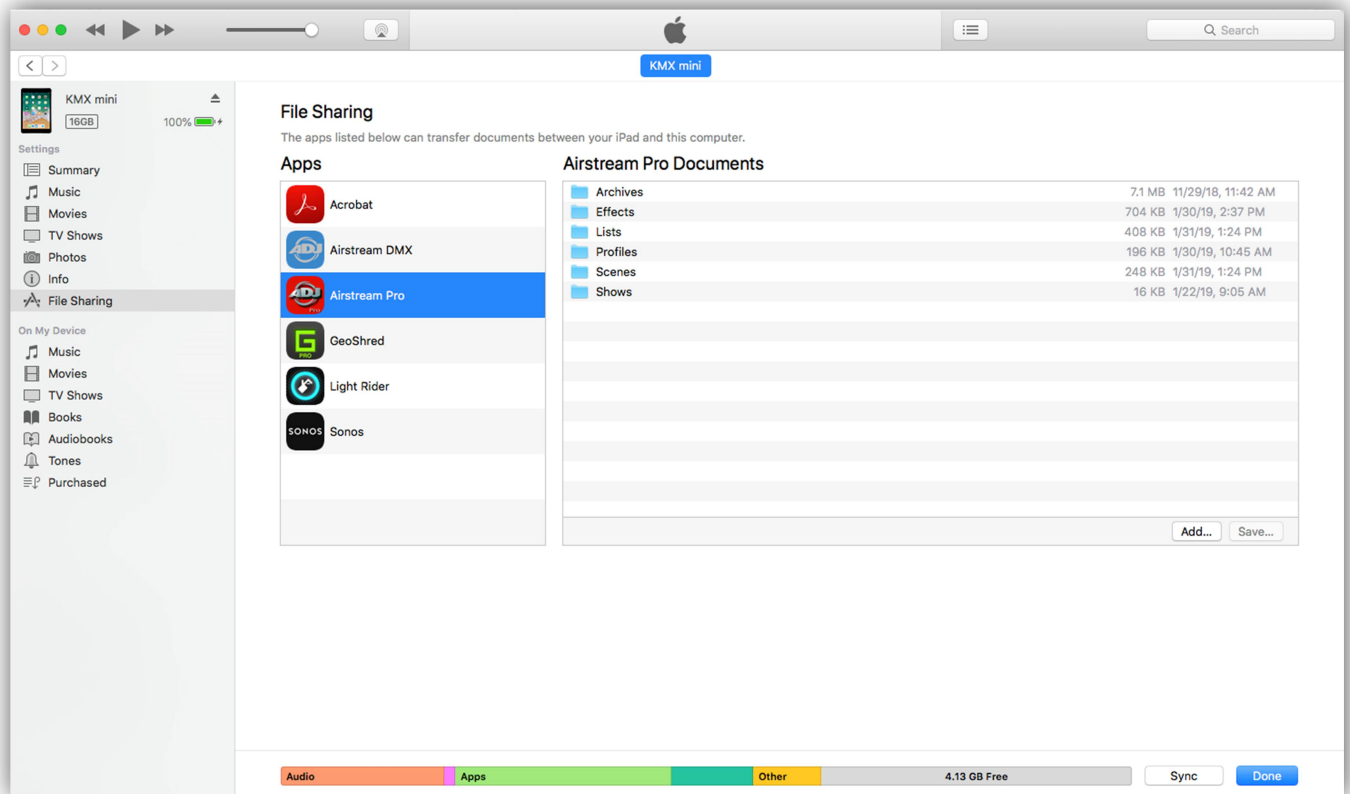 Search
KMX mini
KMX mini
16GB
100%
Settings
Summary
Music
Movies
TV Shows
Photos
Info
File Sharing
On My Device
Music
Movies
TV Shows
Books
Audiobooks
Tones
Purchased
File Sharing
The apps listed below can transfer documents between your iPad and this computer.
Apps
Acrobat
ADJ Airstream DMX
ADJ PRO Airstream Pro
G PRO GeoShred
Light Rider
SONOS Sonos
Airstream Pro Documents
Archives 7.1 MB 11/29/18, 11:42 AM
Effects 704 KB 1/30/19, 2:37 PM
Lists 408 KB 1/31/19, 1:24 PM
Profiles 196 KB 1/30/19, 10:45 AM
Scenes 248 KB 1/31/19, 1:24 PM
Shows 16 KB 1/22/19, 9:05 AM
Add... Save...
Audio Apps Other 4.13 GB Free Sync Done